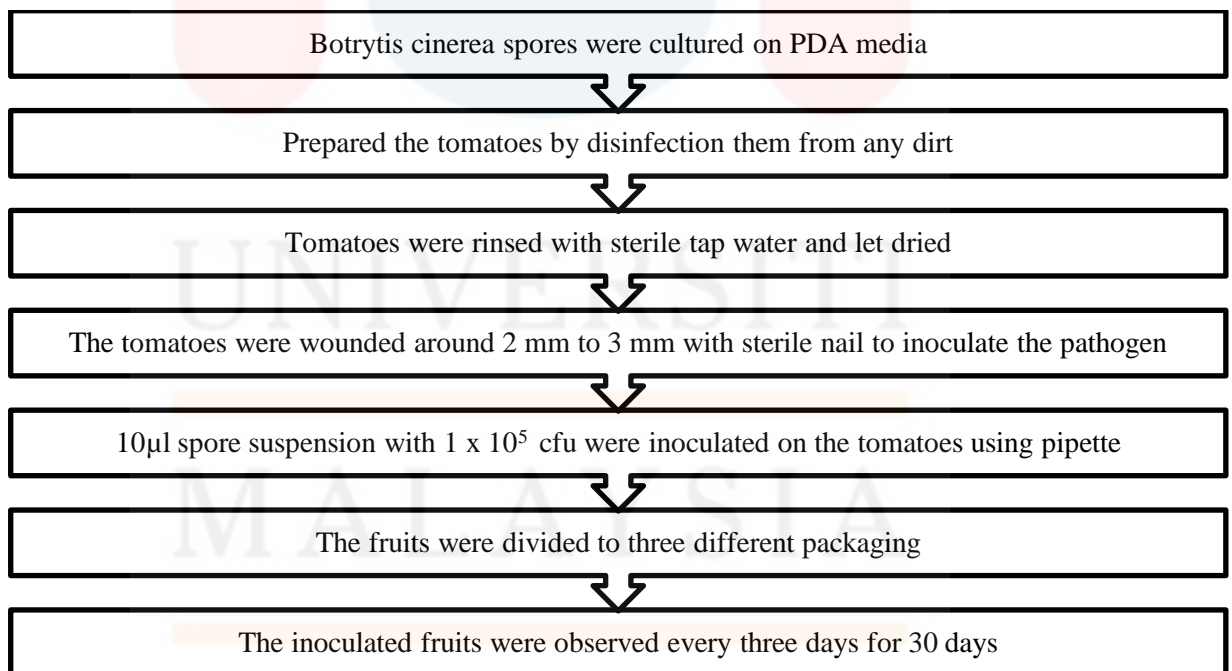 Botrytis cinerea spores were cultured on PDA media
Prepared the tomatoes by disinfection them from any dirt
Tomatoes were rinsed with sterile tap water and let dried
UNIVERSITI
The tomatoes were wounded around 2 mm to 3 mm with sterile nail to inoculate the pathogen
10µl spore suspension with 1 x 10⁵ cfu were inoculated on the tomatoes using pipette
MALAYSIA
The fruits were divided to three different packaging
The inoculated fruits were observed every three days for 30 days